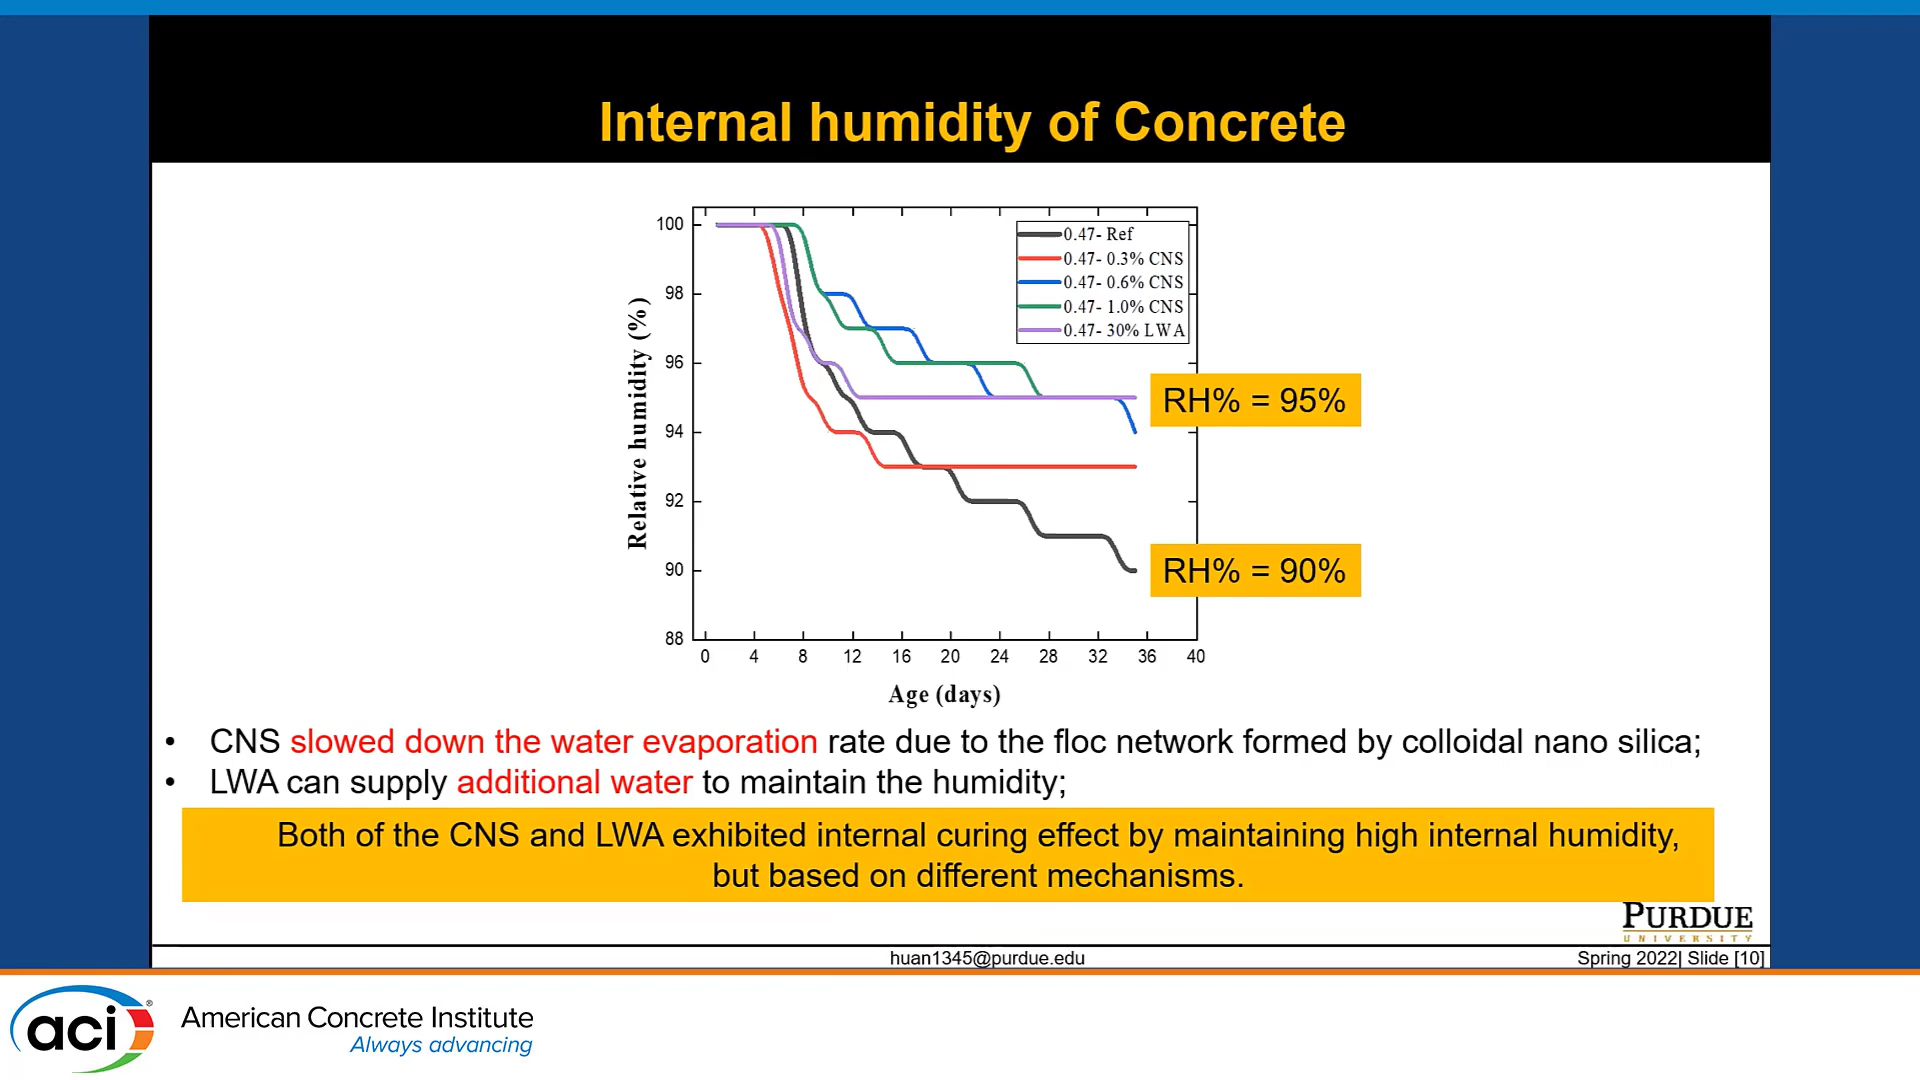 Internal humidity of Concrete
100
98
96
94
92
90
88
Relative humidity (%)
0.47- Ref
0.47- 0.3% CNS
0.47- 0.6% CNS
0.47- 1.0% CNS
0.47- 30% LWA
RH% = 95%
RH% = 90%
0 4 8 12 16 20 24 28 32 36 40
Age (days)
• CNS slowed down the water evaporation rate due to the floc network formed by colloidal nano silica;
• LWA can supply additional water to maintain the humidity;
Both of the CNS and LWA exhibited internal curing effect by maintaining high internal humidity,
but based on different mechanisms.
PURDUE
UNIVERSITY
huan1345@purdue.edu
Spring 2022| Slide [10]
aci®
American Concrete Institute
Always advancing